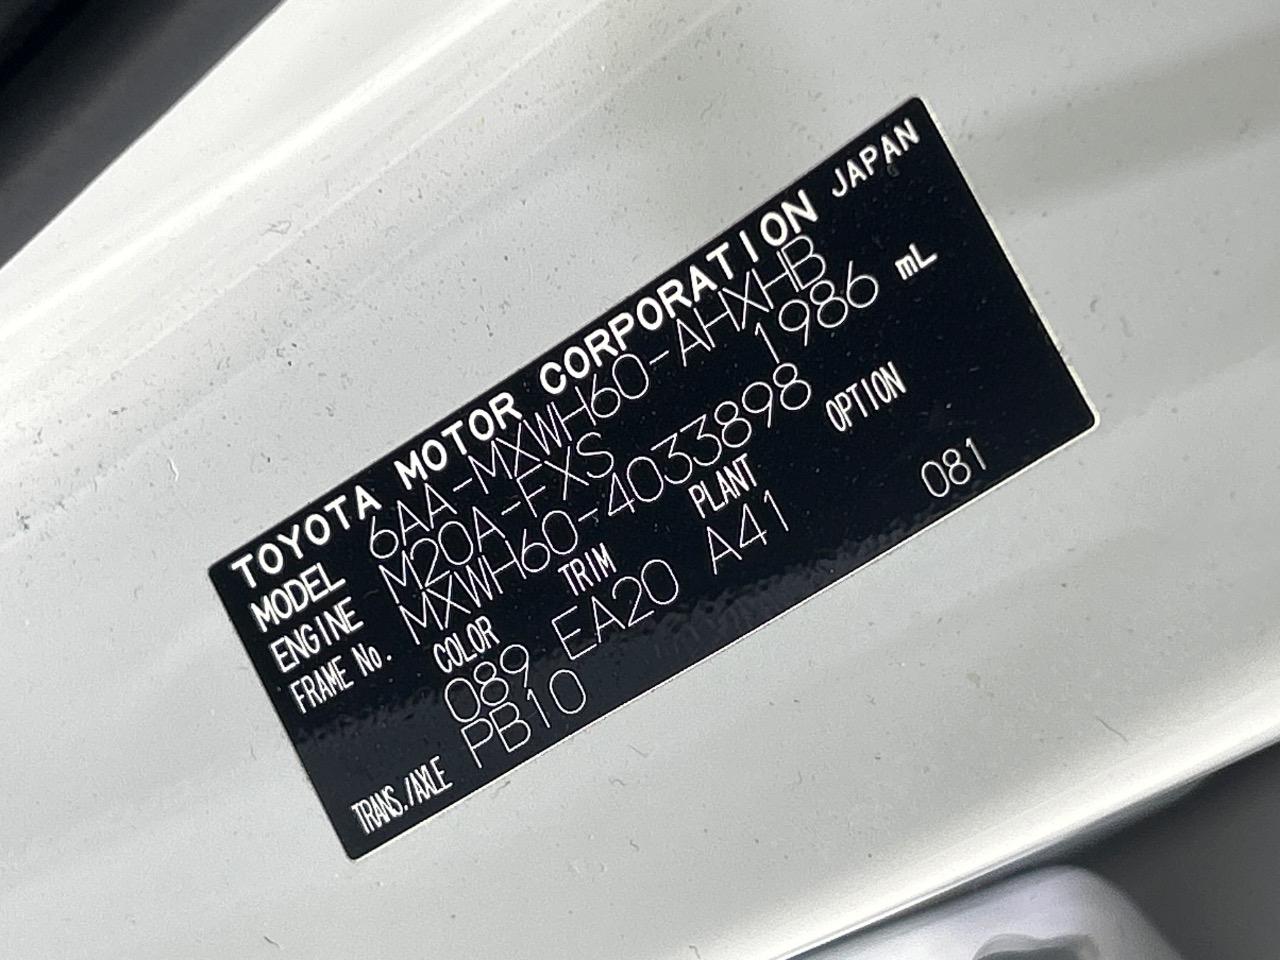 TOYOTA MOTOR CORPORATION JAPAN
MODEL 6AA-MXWH60-AHXHB
ENGINE M20A-FXS 1986 mL
FRAME No. MXWH60-4033898
COLOR TRIM PLANT OPTION
089 EA20 A41 081
TRANS./AXLE PB10